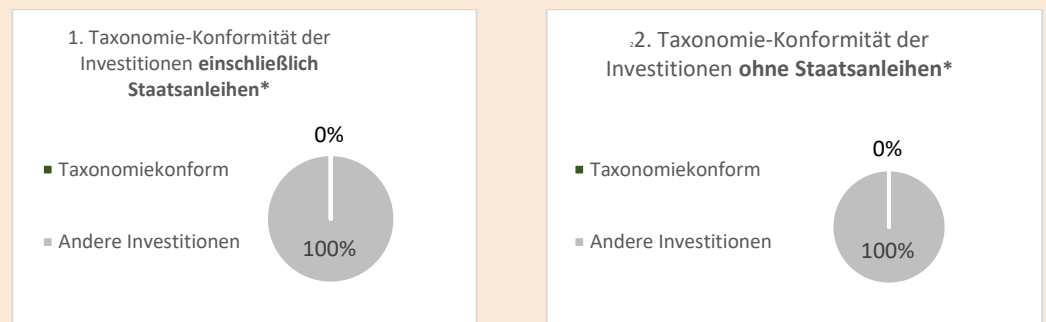 1. Taxonomie-Konformität der
Investitionen einschließlich
Staatsanleihen*
0%
Taxonomiekonform
Andere Investitionen
100%
22. Taxonomie-Konformität der
Investitionen ohne Staatsanleihen*
0%
Taxonomiekonform
Andere Investitionen
100%